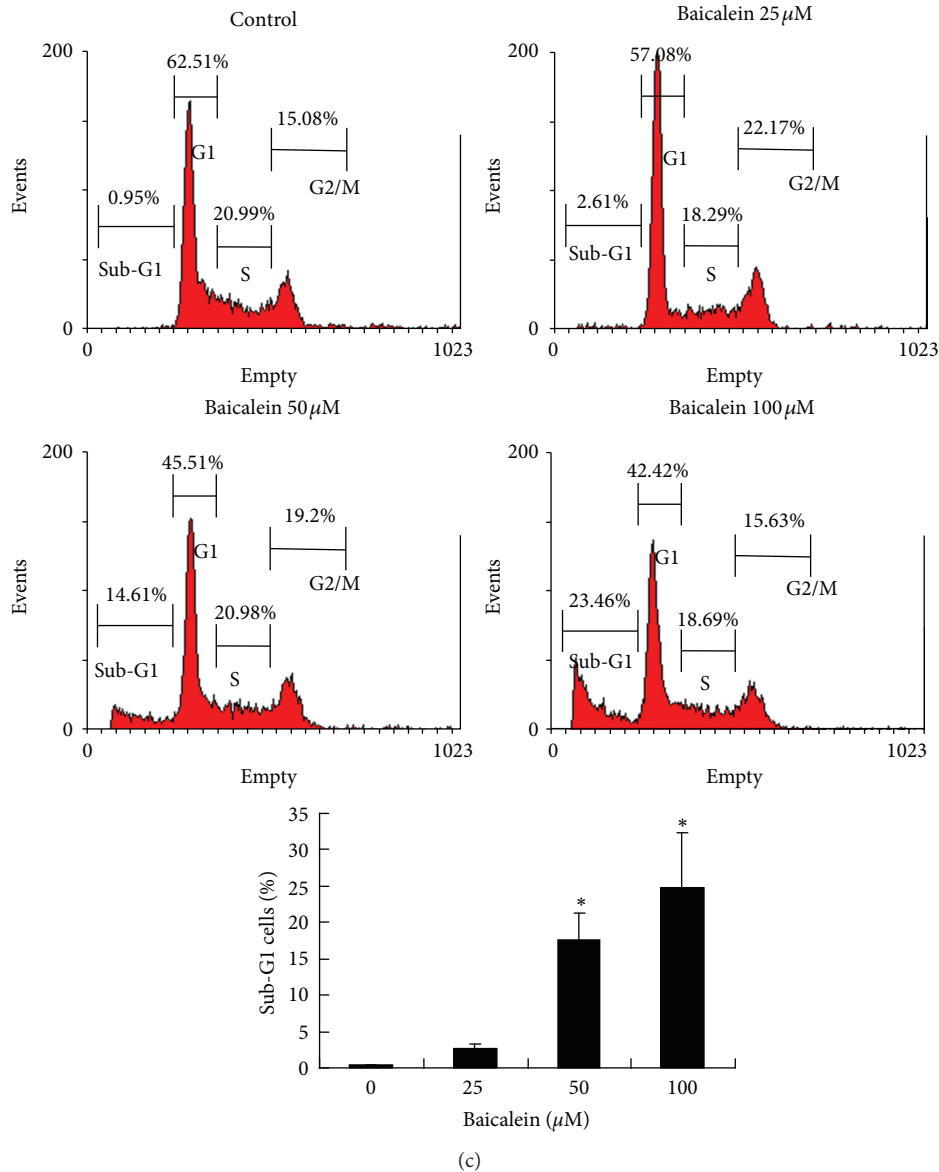 Control
200
62.51%
15.08%
G1
G2/M
0.95%
20.99%
Sub-G1
S
Events
0
0
1023
Empty
Baicalein 25 μM
200
57.08%
22.17%
G1
G2/M
2.61%
18.29%
Sub-G1
S
Events
0
0
1023
Empty
Baicalein 50 μM
200
45.51%
19.2%
G1
G2/M
14.61%
20.98%
Sub-G1
S
Events
0
0
1023
Empty
Baicalein 100 μM
200
42.42%
15.63%
G1
G2/M
23.46%
18.69%
Sub-G1
S
Events
0
0
1023
Empty
35
30
25
20
15
10
5
0
Sub-G1 cells (%)
*
*
0 25 50 100
Baicalein (μM)
(c)